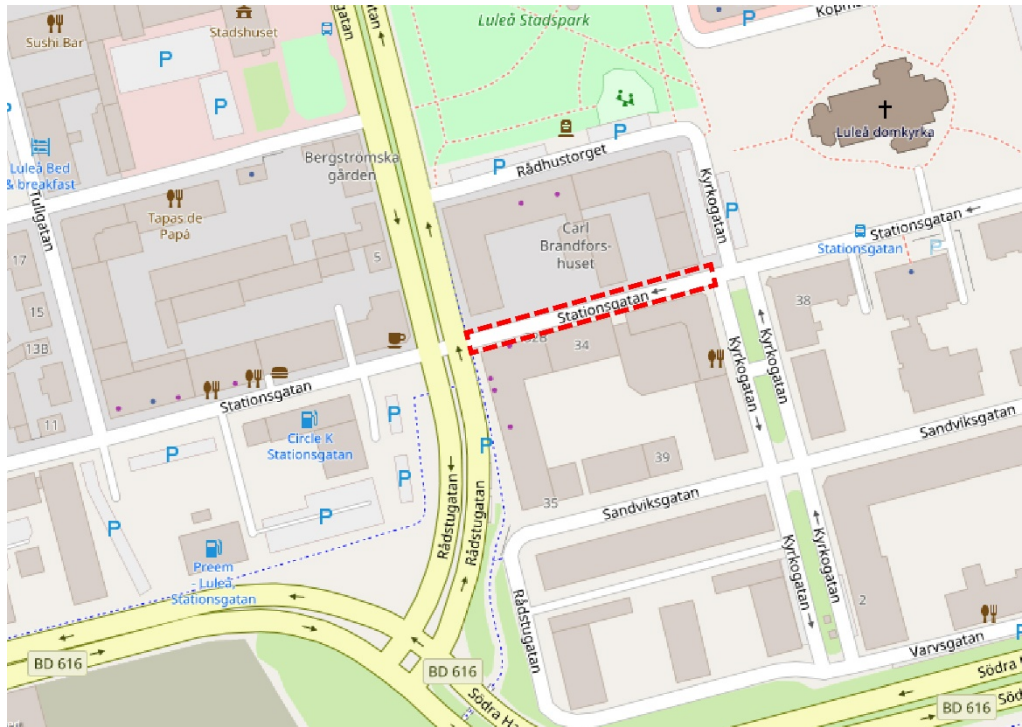 Sushi Bar
Stadshuset
P
P
Luleå Stadspark
Kopm
Luleå domkyrka
P
Luleå Bed
& breakfast
Tullgatan
Tapas de
Papá
Bergströmska
gården
5
P
P
Rådhustorget
Kyrkogatan
P
Carl
Brandfors-
huset
Stationsgatan
Stationsgatan
P
17
15
13B
11
Stationsgatan
34
38
Kyrkogatan
Kyrkogatan
Stationsgatan
Circle K
Stationsgatan
P
P
P
P
P
P
Preem
Luleå,
Stationsgatan
Rådstugatan
Rådstugatan
35
39
Sandviksgatan
Sandviksgatan
Rådstugatan
Kyrkogatan
Kyrkogatan
2
Varvsgatan
P
BD 616
BD 616
BD 616
Södra Ha
Södra H